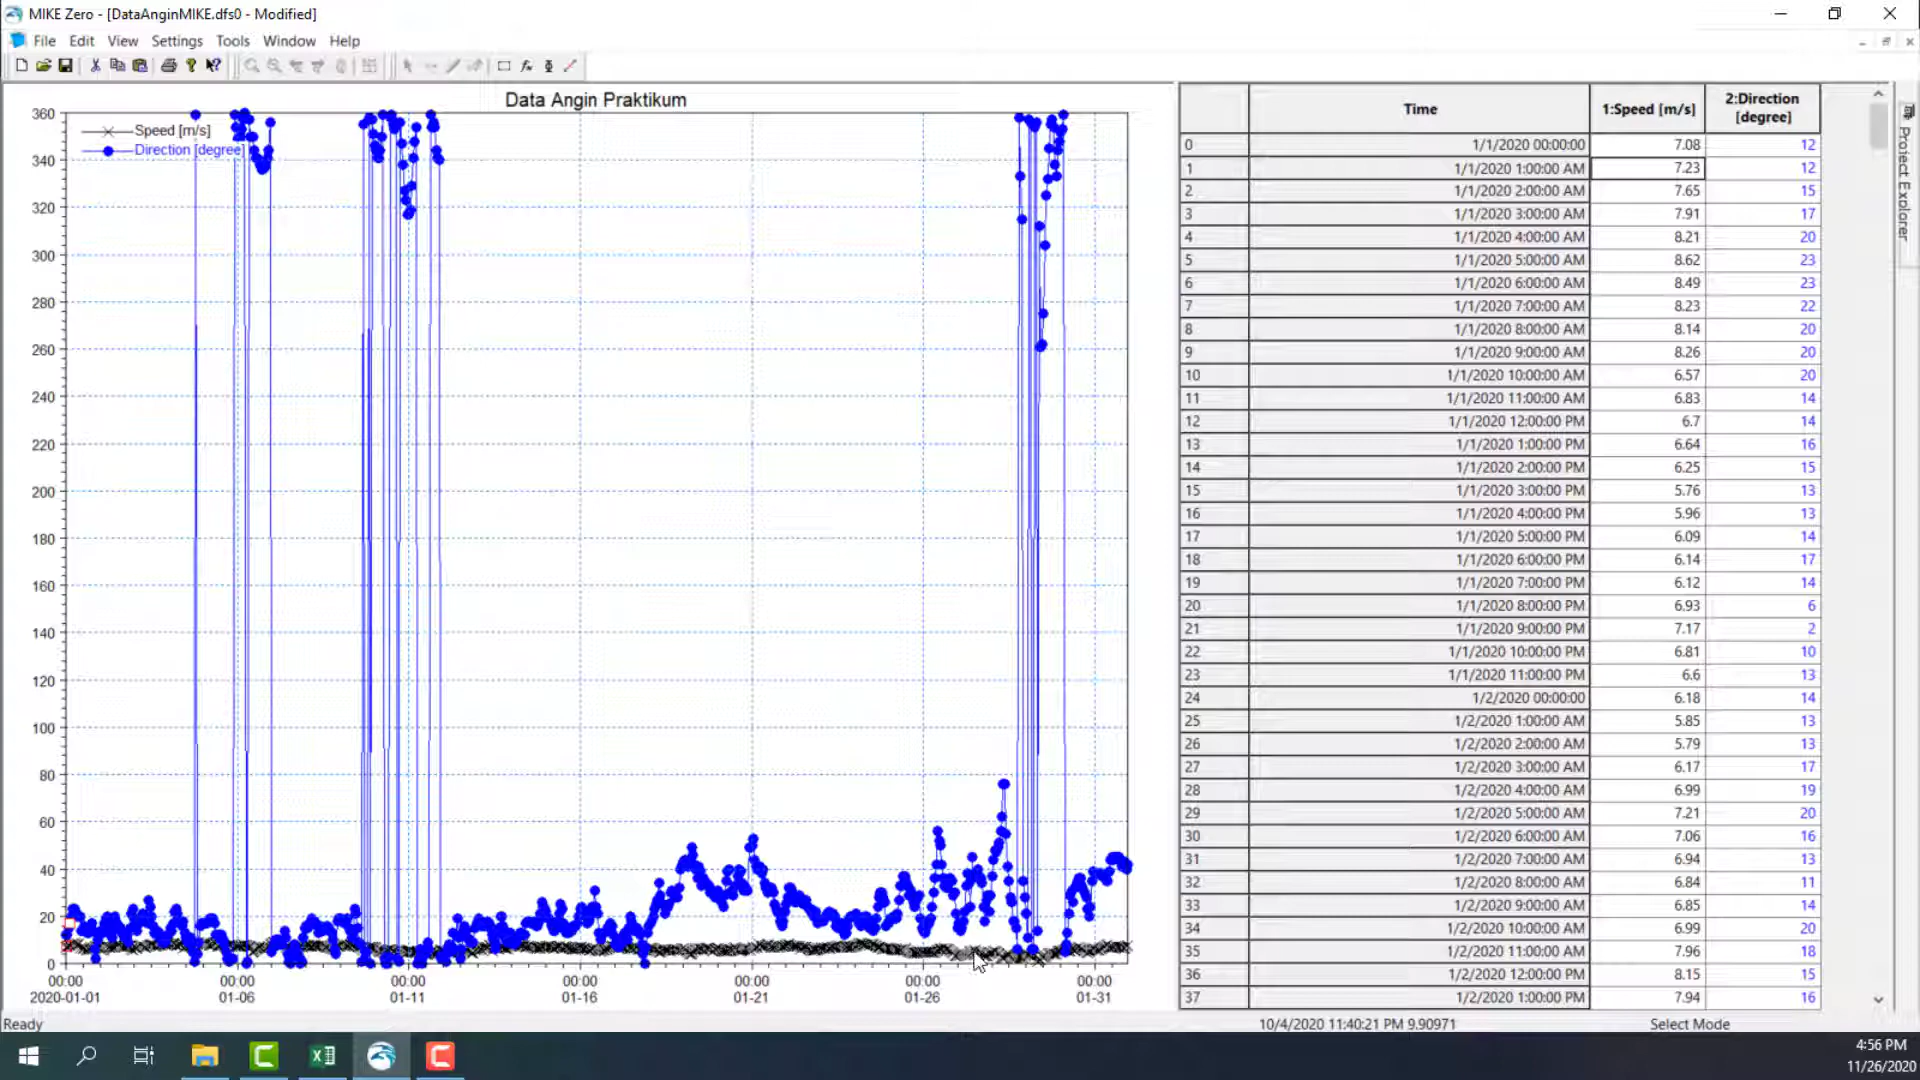 MIKE Zero - [DataAnginMIKE.dfs0 - Modified]
File Edit View Settings Tools Window Help
Data Angin Praktikum
Speed [m/s]
Direction [degree]
360
340
320
300
280
260
240
220
200
180
160
140
120
100
80
60
40
20
0
00:00 00:00 00:00 00:00 00:00 00:00 00:00
2020-01-01 01-06 01-11 01-16 01-21 01-26 01-31
Time 1:Speed [m/s] 2:Direction [degree]
0 1/1/2020 00:00:00 7.08 12
1 1/1/2020 1:00:00 AM 7.23 12
2 1/1/2020 2:00:00 AM 7.65 15
3 1/1/2020 3:00:00 AM 7.91 17
4 1/1/2020 4:00:00 AM 8.21 20
5 1/1/2020 5:00:00 AM 8.62 23
6 1/1/2020 6:00:00 AM 8.49 23
7 1/1/2020 7:00:00 AM 8.23 22
8 1/1/2020 8:00:00 AM 8.14 20
9 1/1/2020 9:00:00 AM 8.26 20
10 1/1/2020 10:00:00 AM 6.57 20
11 1/1/2020 11:00:00 AM 6.83 14
12 1/1/2020 12:00:00 PM 6.7 14
13 1/1/2020 1:00:00 PM 6.64 16
14 1/1/2020 2:00:00 PM 6.25 15
15 1/1/2020 3:00:00 PM 5.76 13
16 1/1/2020 4:00:00 PM 5.96 13
17 1/1/2020 5:00:00 PM 6.09 14
18 1/1/2020 6:00:00 PM 6.14 17
19 1/1/2020 7:00:00 PM 6.12 14
20 1/1/2020 8:00:00 PM 6.93 6
21 1/1/2020 9:00:00 PM 7.17 2
22 1/1/2020 10:00:00 PM 6.81 10
23 1/1/2020 11:00:00 PM 6.6 13
24 1/2/2020 00:00:00 6.18 14
25 1/2/2020 1:00:00 AM 5.85 13
26 1/2/2020 2:00:00 AM 5.79 13
27 1/2/2020 3:00:00 AM 6.17 17
28 1/2/2020 4:00:00 AM 6.99 19
29 1/2/2020 5:00:00 AM 7.21 20
30 1/2/2020 6:00:00 AM 7.06 16
31 1/2/2020 7:00:00 AM 6.94 13
32 1/2/2020 8:00:00 AM 6.84 11
33 1/2/2020 9:00:00 AM 6.85 14
34 1/2/2020 10:00:00 AM 6.99 20
35 1/2/2020 11:00:00 AM 7.96 18
36 1/2/2020 12:00:00 PM 8.15 15
37 1/2/2020 1:00:00 PM 7.94 16
Project Explorer
Ready 10/4/2020 11:40:21 PM 9.90971 Select Mode
4:56 PM
11/26/2020